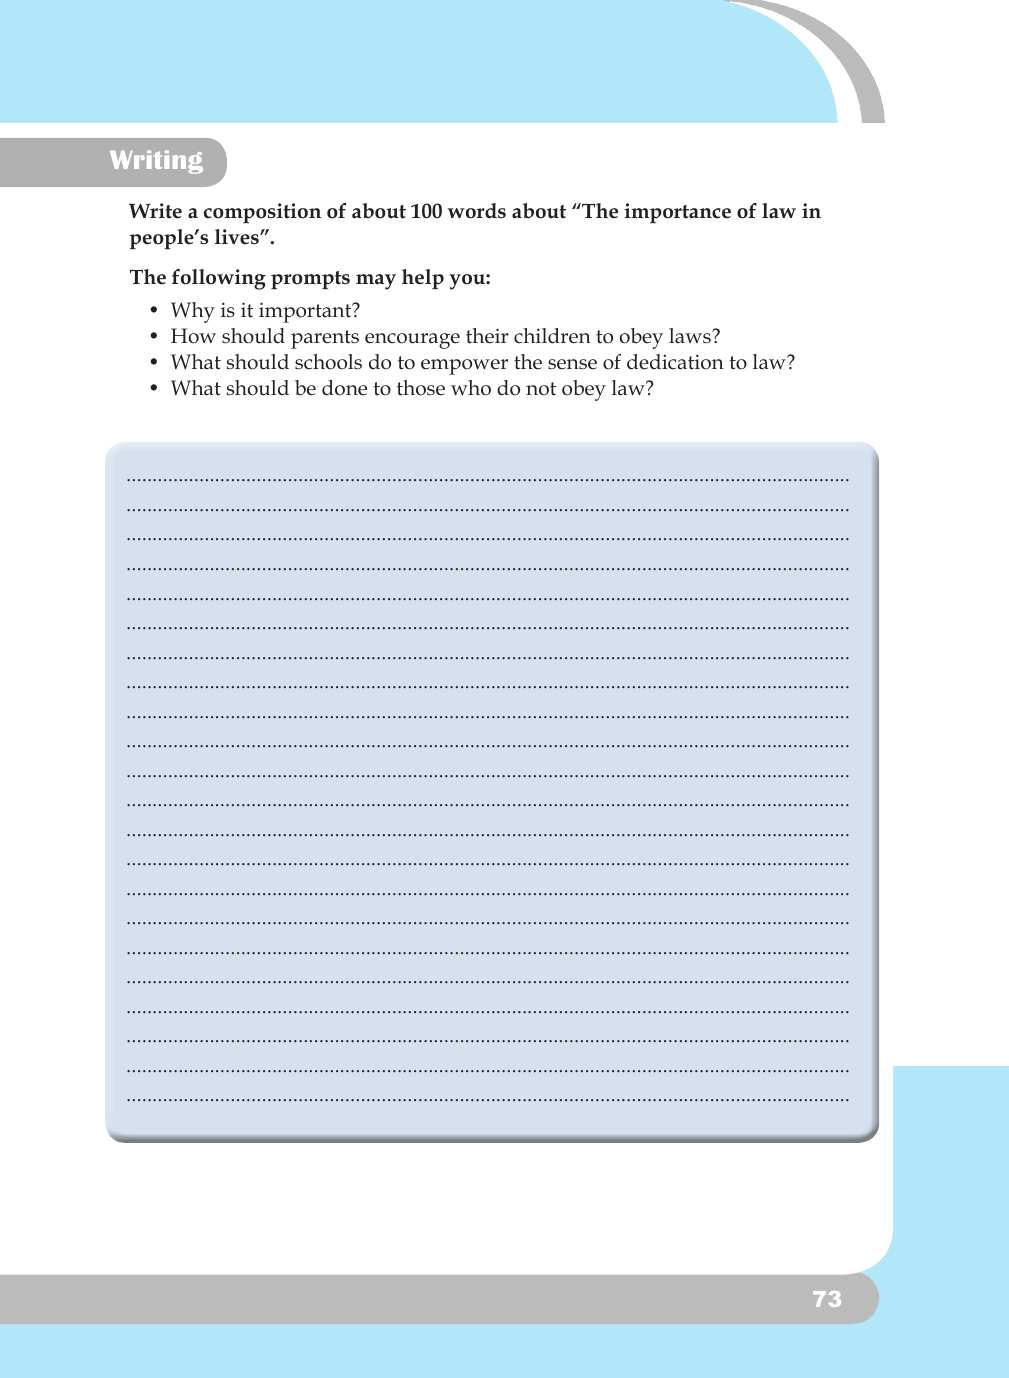 Writing
Write a composition of about 100 words about “The importance of law in
people’s lives”.
The following prompts may help you:
• Why is it important?
• How should parents encourage their children to obey laws?
• What should schools do to empower the sense of dedication to law?
• What should be done to those who do not obey law?
73